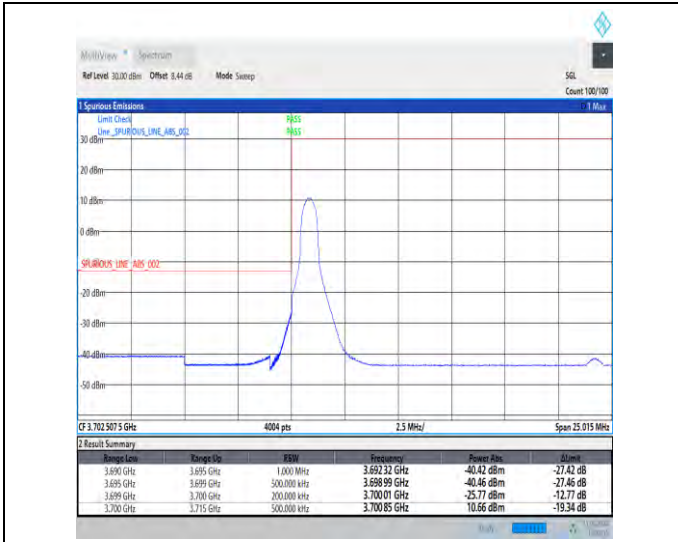 MultiView Spectrum
Ref Level 30.00 dBm Offset 8.44 dB Mode Sweep SGL
Count 100/100
1 Spurious Emissions 1 Max
Limit Check PASS
Line _SPURIOUS_LINE_ABS_002 PASS
30 dBm
20 dBm
10 dBm
0 dBm
SPURIOUS_LINE_ABS_002
-20 dBm
-30 dBm
-40 dBm
-50 dBm
CF 3.702 507 5 GHz 4004 pts 2.5 MHz/ Span 25.015 MHz
2 Result Summary
Range Low Range Up RBW Frequency Power Abs ΔLimit
3.690 GHz 3.695 GHz 1.000 MHz 3.692 32 GHz -40.42 dBm -27.42 dB
3.695 GHz 3.699 GHz 500.000 kHz 3.698 99 GHz -40.46 dBm -27.46 dB
3.699 GHz 3.700 GHz 200.000 kHz 3.700 01 GHz -25.77 dBm -12.77 dB
3.700 GHz 3.715 GHz 500.000 kHz 3.700 85 GHz 10.66 dBm -19.34 dB